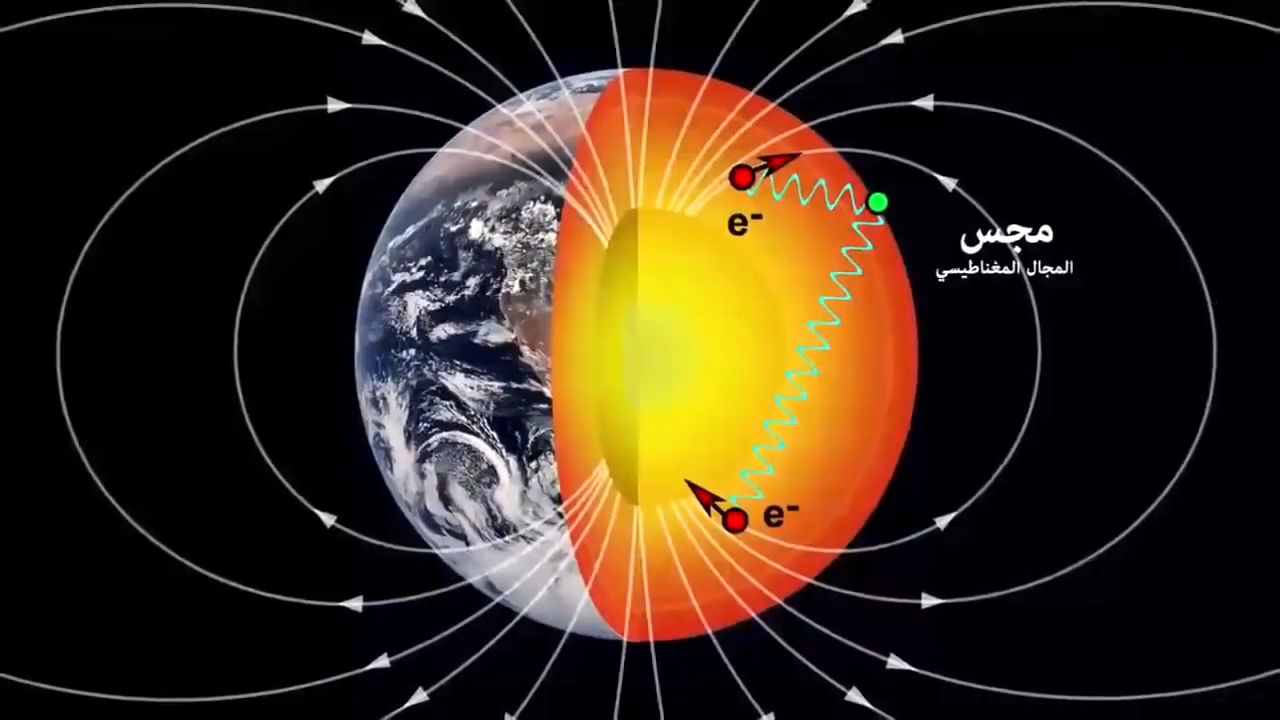 e-
مجس
المجال المغناطيسي
e-